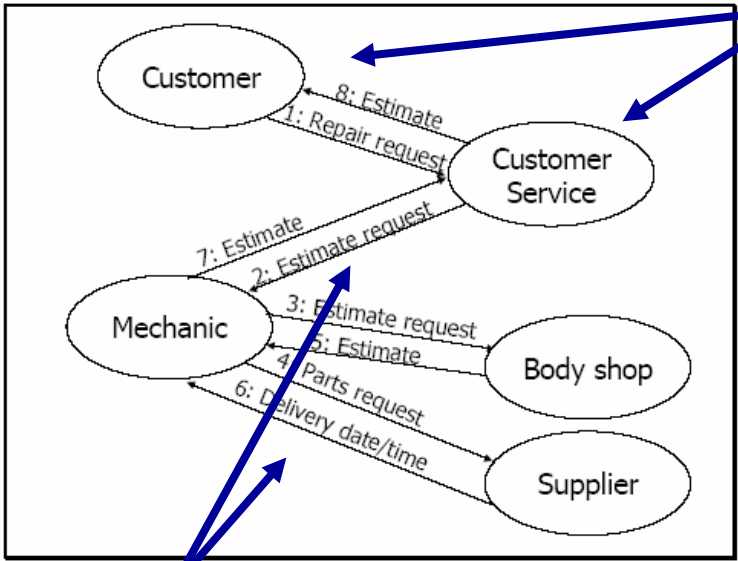 Customer
8: Estimate
1: Repair request
Customer
Service
7: Estimate
2: Estimate request
Mechanic
3: Estimate request
5: Estimate
4: Parts request
6: Delivery date/time
Body shop
Supplier